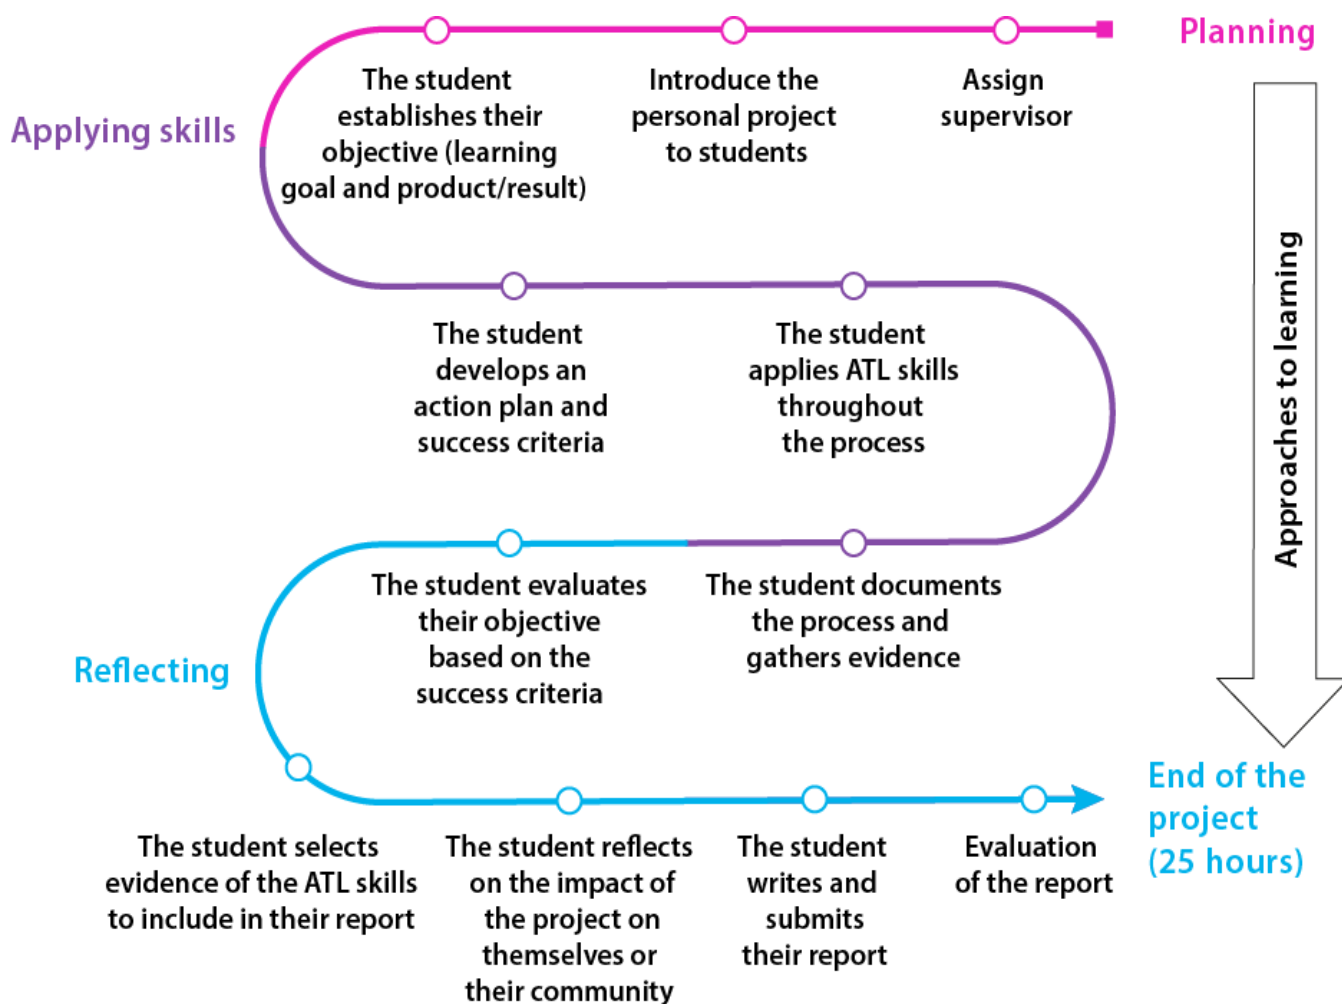 Planning
Applying skills
The student
establishes their
objective (learning
goal and product/result)
Introduce the
personal project
to students
Assign
supervisor
Approaches to learning
The student
develops an
action plan and
success criteria
The student
applies ATL skills
throughout
the process
The student evaluates
their objective
based on the
success criteria
The student documents
the process and
gathers evidence
Reflecting
The student selects
evidence of the ATL skills
to include in their report
The student reflects
on the impact of
the project on
themselves or
their community
The student
writes and
submits
their report
Evaluation
of the report
End of the
project
(25 hours)